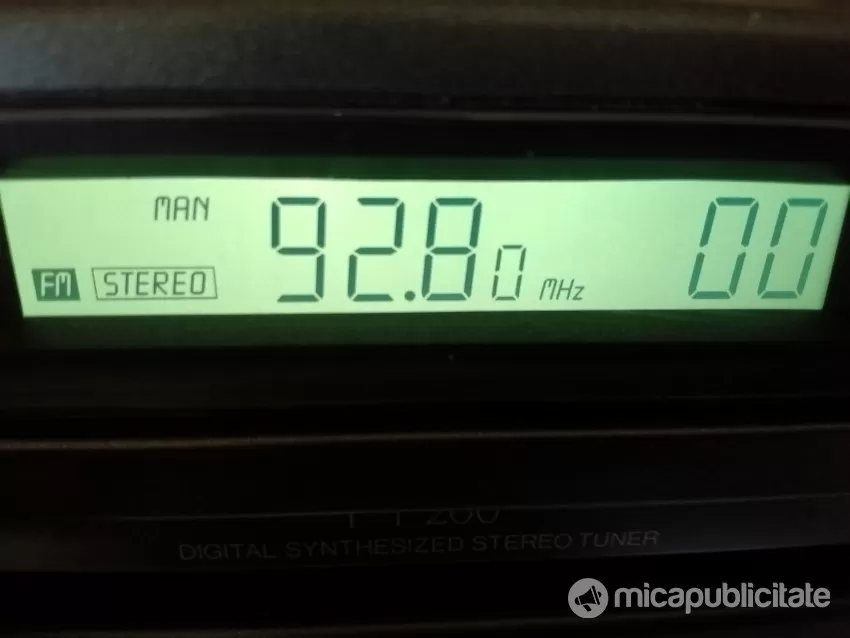 MAN
FM STEREO 92.80 MHz 00
DIGITAL SYNTHESIZED STEREO TUNER
micapublicitate